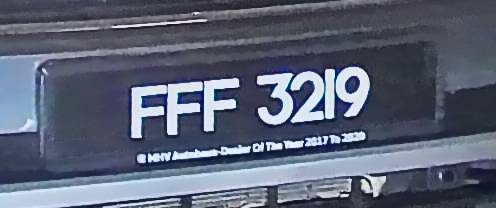 FFF 3219
MHV Autohaus-Dealer Of The Year 2017 To 2020